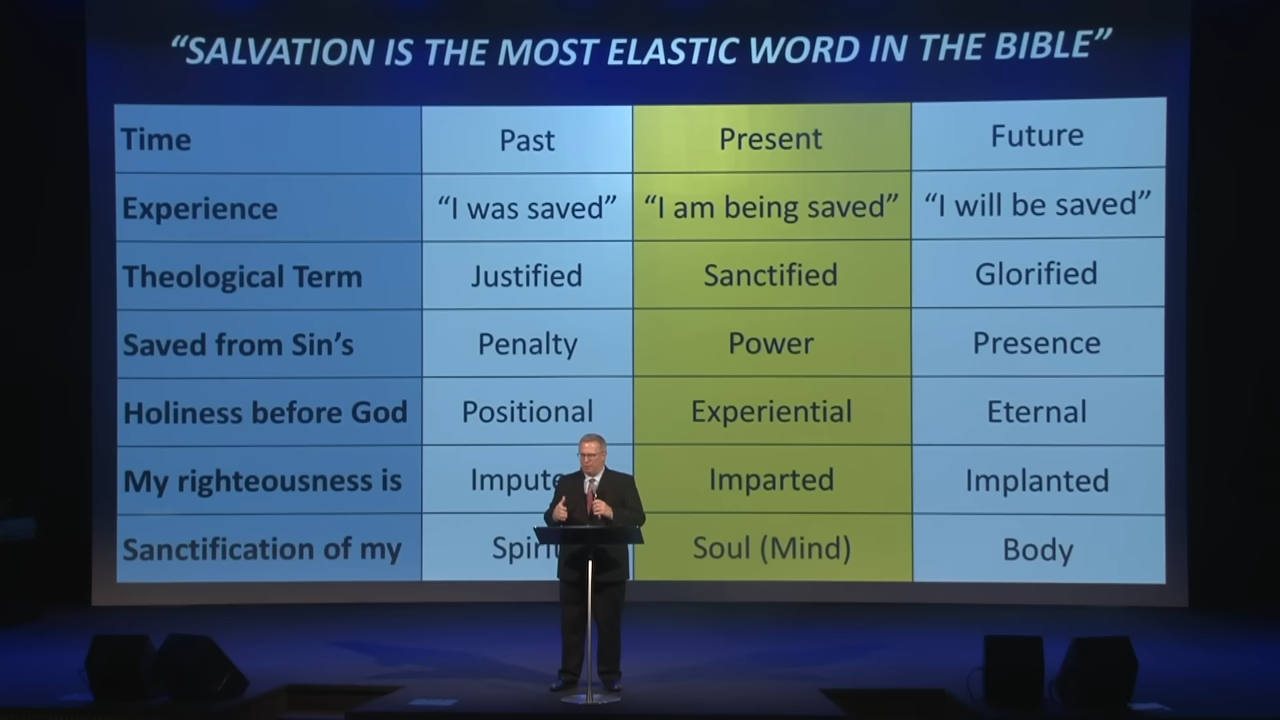 “SALVATION IS THE MOST ELASTIC WORD IN THE BIBLE”
Time Past Present Future
Experience “I was saved” “I am being saved” “I will be saved”
Theological Term Justified Sanctified Glorified
Saved from Sin’s Penalty Power Presence
Holiness before God Positional Experiential Eternal
My righteousness is Impute Imparted Implanted
Sanctification of my Spirit Soul (Mind) Body